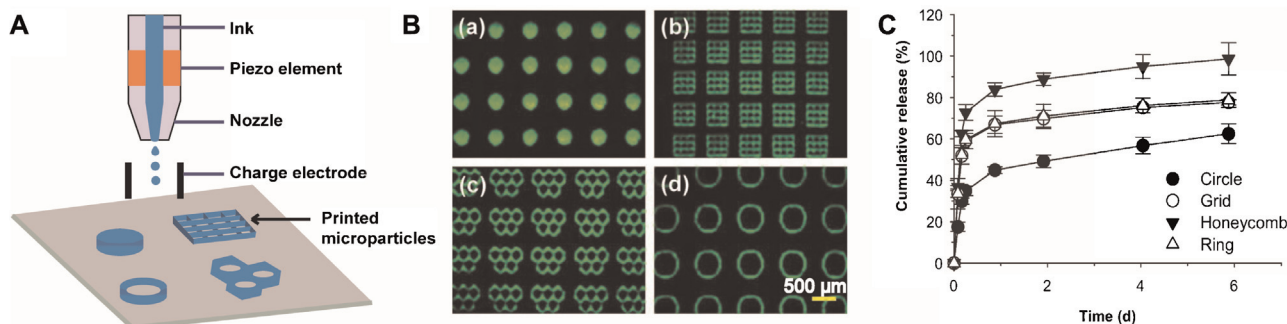 A
Ink
Piezo element
Nozzle
Charge electrode
Printed
microparticles
B
(a)
(b)
(c)
(d)
500 µm
C
Cumulative release (%)
120
100
80
60
40
20
0
0
2
4
6
Time (d)
Circle
Grid
Honeycomb
Ring